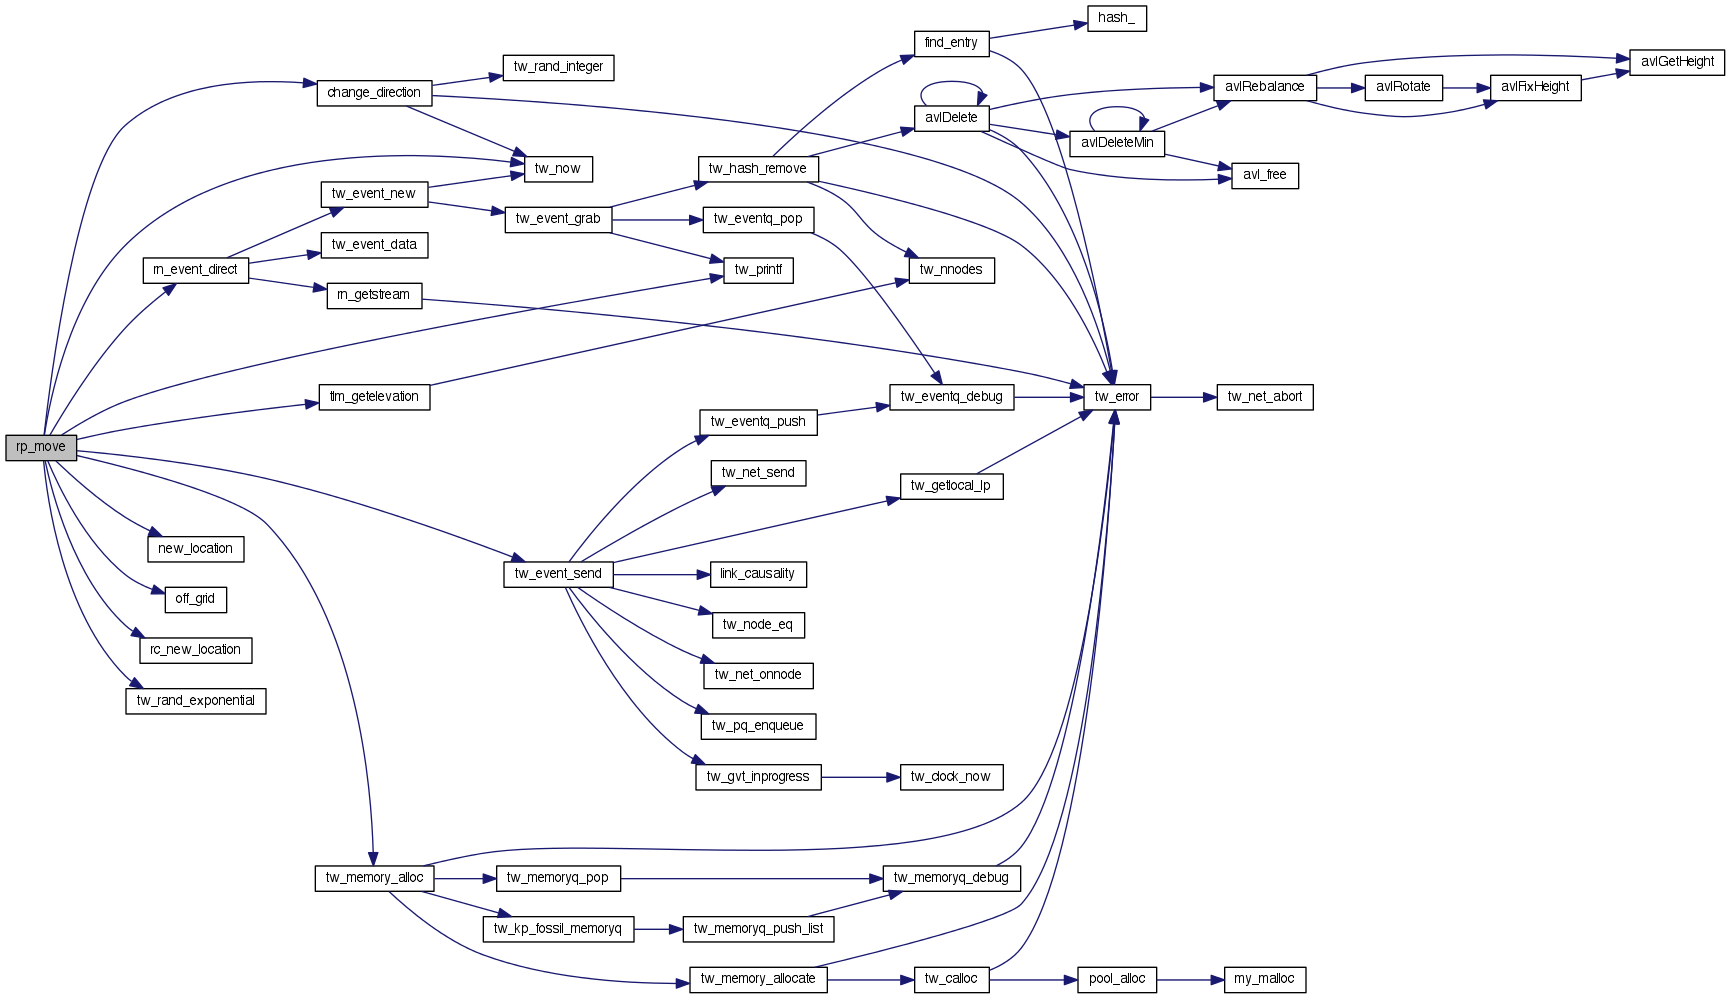 hash_
find_entry
tw_rand_integer
avlGetHeight
change_direction
avlRebalance
avlRotate
avlFixHeight
avlDelete
avlDeleteMin
tw_now
tw_hash_remove
avl_free
tw_event_new
tw_event_grab
tw_eventq_pop
tw_event_data
rn_event_direct
tw_printf
tw_nnodes
rn_getstream
tlm_getelevation
tw_eventq_debug
tw_error
tw_net_abort
tw_eventq_push
rp_move
tw_net_send
tw_getlocal_lp
new_location
tw_event_send
link_causality
off_grid
tw_node_eq
rc_new_location
tw_net_onnode
tw_rand_exponential
tw_pq_enqueue
tw_gvt_inprogress
tw_clock_now
tw_memory_alloc
tw_memoryq_pop
tw_memoryq_debug
tw_kp_fossil_memoryq
tw_memoryq_push_list
tw_memory_allocate
tw_calloc
pool_alloc
my_malloc